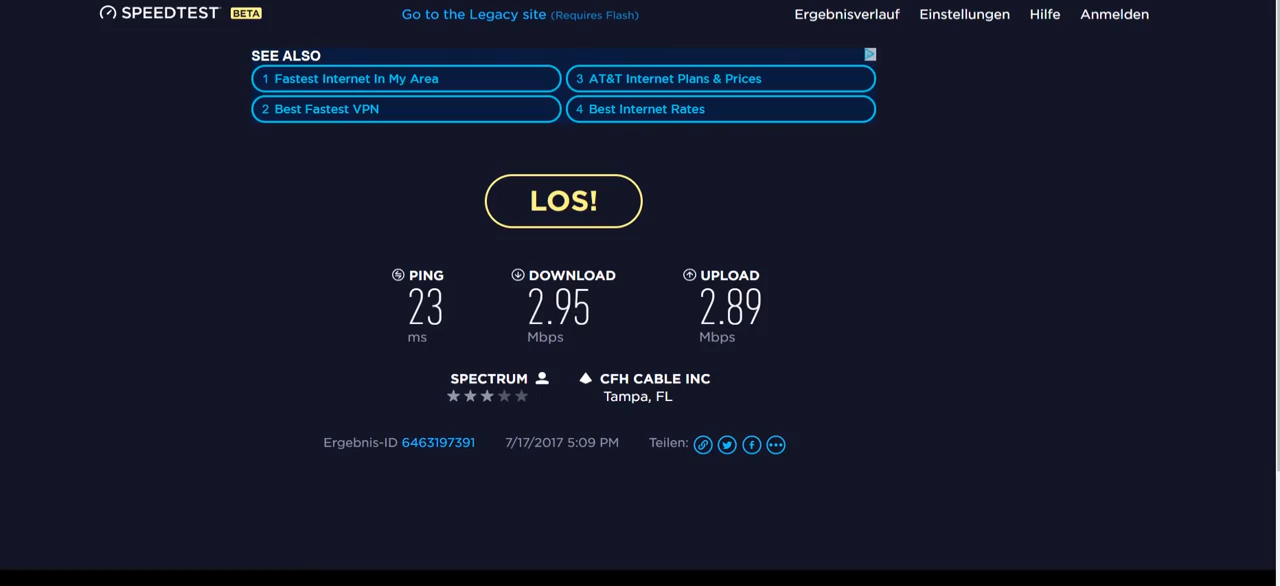 SPEEDTEST BETA
Go to the Legacy site (Requires Flash)
Ergebnisverlauf Einstellungen Hilfe Anmelden
SEE ALSO
1 Fastest Internet In My Area
3 AT&T Internet Plans & Prices
2 Best Fastest VPN
4 Best Internet Rates
LOS!
PING DOWNLOAD UPLOAD
23 2.95 2.89
ms Mbps Mbps
SPECTRUM CFH CABLE INC
Tampa, FL
Ergebnis-ID 6463197391 7/17/2017 5:09 PM Teilen: